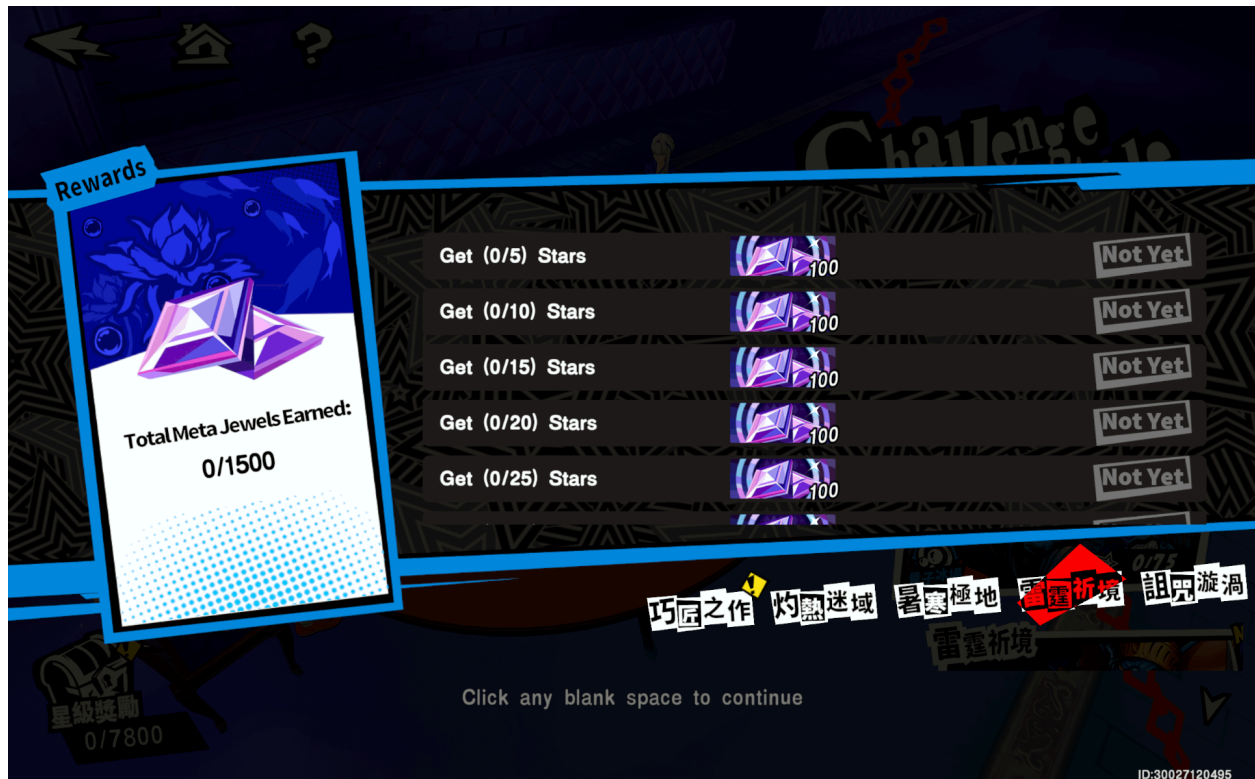 Challenge
Rewards
Get (0/5) Stars
100
Not Yet
Get (0/10) Stars
100
Not Yet
Get (0/15) Stars
100
Not Yet
Get (0/20) Stars
100
Not Yet
Get (0/25) Stars
100
Not Yet
Total Meta Jewels Earned:
0/1500
0/75
巧匠之作
灼熱迷域
暑寒極地
雷霆祈境
詛咒漩渦
雷霆祈境
星級獎勵
0/7800
Click any blank space to continue
ID:30027120495